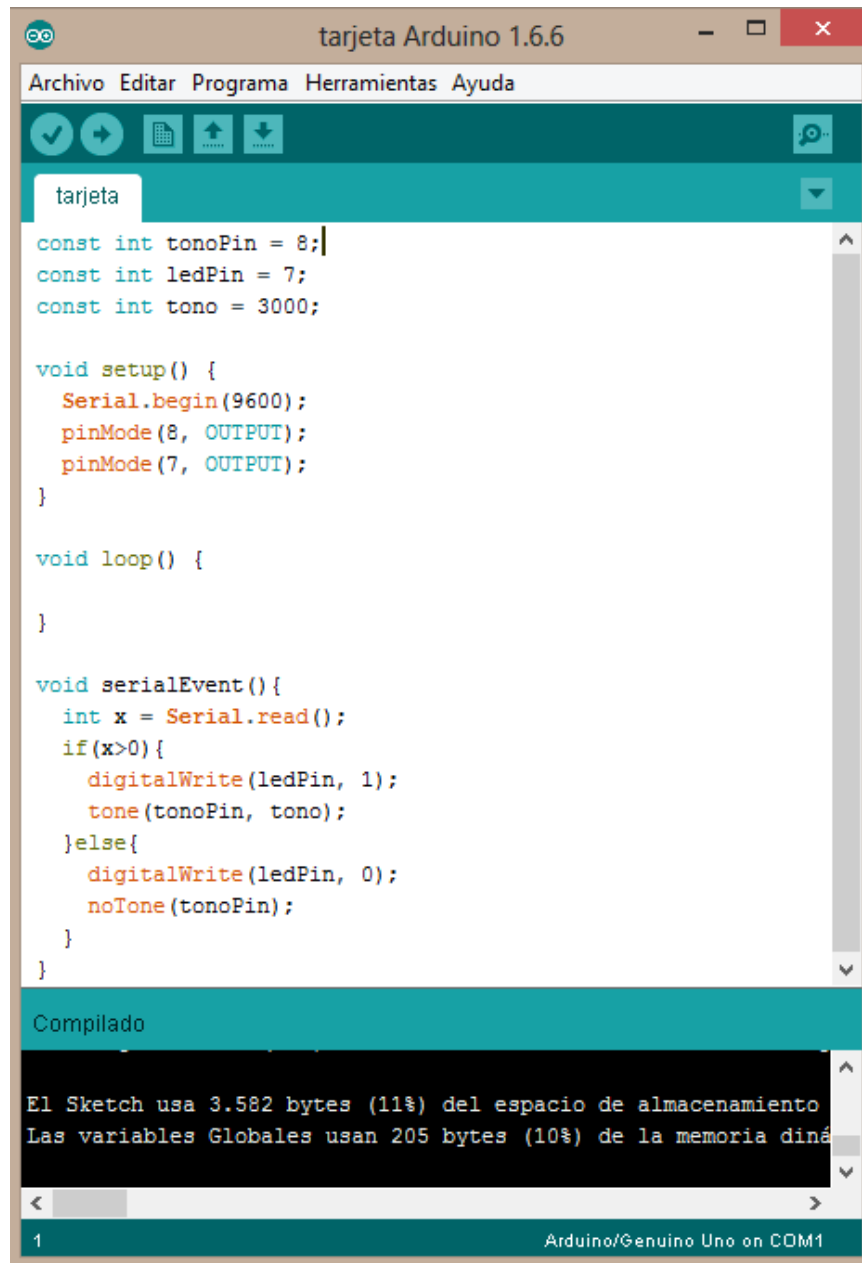 tarjeta Arduino 1.6.6
Archivo Editar Programa Herramientas Ayuda
tarjeta
const int tonoPin = 8;
const int ledPin = 7;
const int tono = 3000;
void setup() {
  Serial.begin(9600);
  pinMode(8, OUTPUT);
  pinMode(7, OUTPUT);
}
void loop() {
}
void serialEvent(){
  int x = Serial.read();
  if(x>0){
    digitalWrite(ledPin, 1);
    tone(tonoPin, tono);
  }else{
    digitalWrite(ledPin, 0);
    noTone(tonoPin);
  }
}
Compilado
El Sketch usa 3.582 bytes (11%) del espacio de almacenamiento
Las variables Globales usan 205 bytes (10%) de la memoria diná
1 Arduino/Genuino Uno on COM1